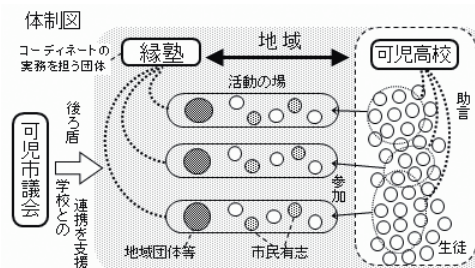 体制図
コーディネートの
実務を担う団体
縁塾
地域
可児高校
活動の場
助言
後ろ盾
可児市議会
学校との
連携を支援
参加
地域団体等
市民有志
生徒